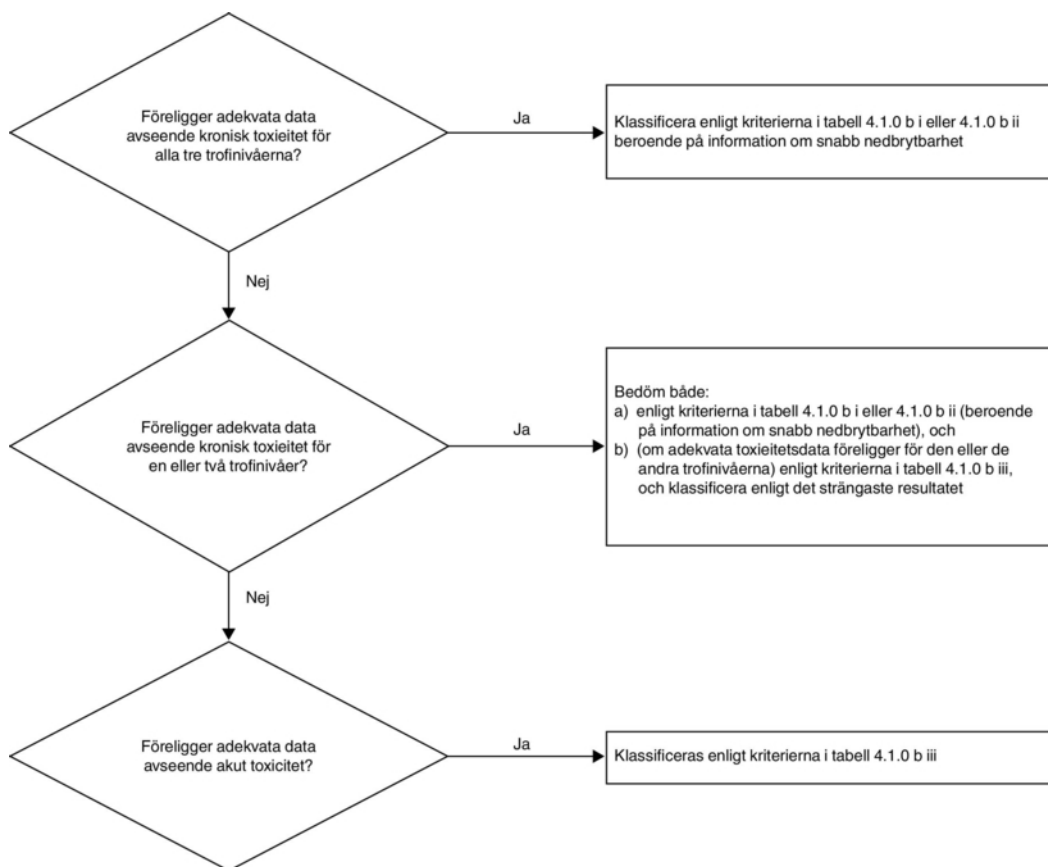 Föreligger adekvata data
avseende kronisk toxieitet för
alla tre trofinivåerna?
Ja
Klassificera enligt kriterierna i tabell 4.1.0 b i eller 4.1.0 b ii
beroende på information om snabb nedbrytbarhet
Nej
Föreligger adekvata data
avseende kronisk toxieitet för
en eller två trofinivåer?
Ja
Bedöm både:
a) enligt kriterierna i tabell 4.1.0 b i eller 4.1.0 b ii (beroende
på information om snabb nedbrytbarhet), och
b) (om adekvata toxieitetsdata föreligger för den eller de
andra trofinivåerna) enligt kriterierna i tabell 4.1.0 b iii,
och klassificera enligt det strängaste resultatet
Nej
Föreligger adekvata data
avseende akut toxicitet?
Ja
Klassificeras enligt kriterierna i tabell 4.1.0 b iii